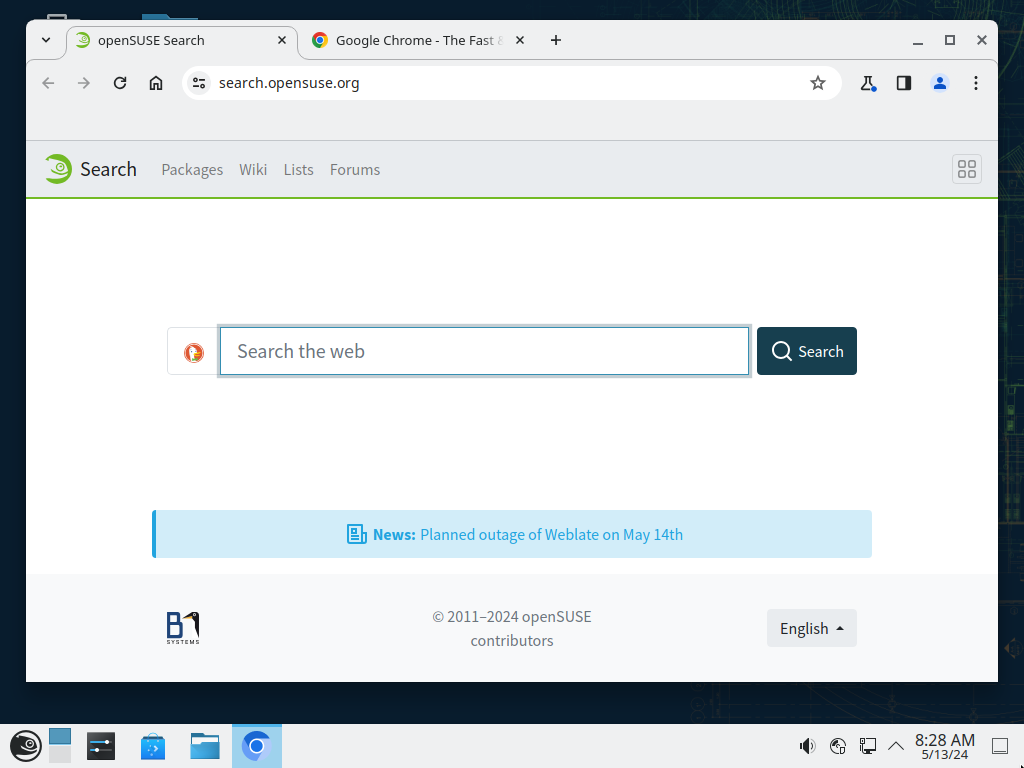 openSUSE Search
Google Chrome - The Fast
search.opensuse.org
Search
Packages
Wiki
Lists
Forums
Search the web
Search
News: Planned outage of Weblate on May 14th
B1
SYSTEMS
© 2011–2024 openSUSE
contributors
English
8:28 AM
5/13/24